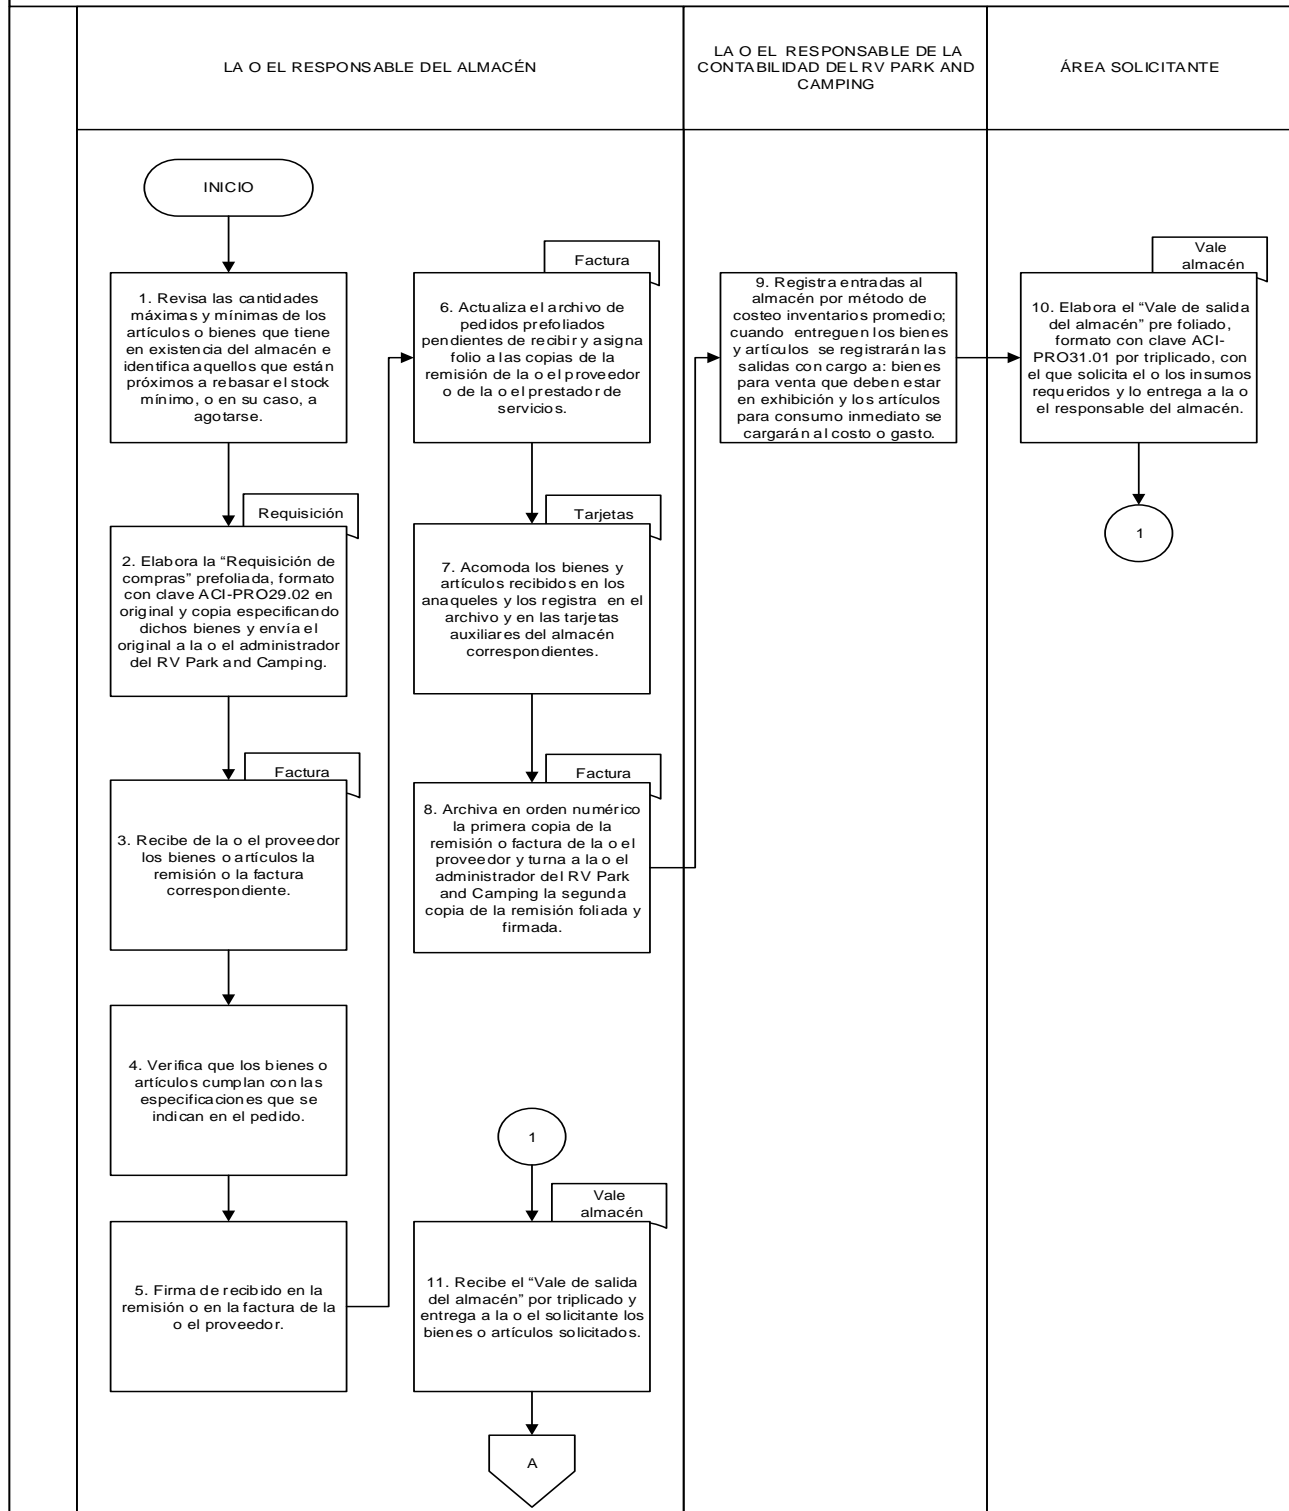 LA O EL RESPONSABLE DEL ALMACÉN
LA O EL RESPONSABLE DE LA
CONTABILIDAD DEL RV PARK AND
CAMPING
ÁREA SOLICITANTE
INICIO
1. Revisa las cantidades
máximas y mínimas de los
artículos o bienes que tiene
en existencia del almacén e
identifica aquellos que están
próximos a rebasar el stock
mínimo, o en su caso, a
agotarse.
Requisición
2. Elabora la “Requisición de
compras” prefoliada, formato
con clave ACI-PRO29.02 en
original y copia especificando
dichos bienes y envía el
original a la o el administrador
del RV Park and Camping.
Factura
3. Recibe de la o el proveedor
los bienes o artículos la
remisión o la factura
correspondiente.
4. Verifica que los bienes o
artículos cumplan con las
especificaciones que se
indican en el pedido.
5. Firma de recibido en la
remisión o en la factura de la
o el proveedor.
Factura
6. Actualiza el archivo de
pedidos prefoliados
pendientes de recibir y asigna
folio a las copias de la
remisión de la o el proveedor
o de la o el prestador de
servicios.
Tarjetas
7. Acomoda los bienes y
artículos recibidos en los
anaqueles y los registra en el
archivo y en las tarjetas
auxiliares del almacén
correspondientes.
Factura
8. Archiva en orden numérico
la primera copia de la
remisión o factura de la o el
proveedor y turna a la o el
administrador del RV Park
and Camping la segunda
copia de la remisión foliada y
firmada.
9. Registra entradas al
almacén por método de
costeo inventarios promedio;
cuando entreguen los bienes
y artículos se registrarán las
salidas con cargo a: bienes
para venta que deben estar
en exhibición y los artículos
para consumo inmediato se
cargarán al costo o gasto.
Vale
almacén
10. Elabora el “Vale de salida
del almacén” pre foliado,
formato con clave ACI-
PRO31.01 por triplicado, con
el que solicita el o los insumos
requeridos y lo entrega a la o
el responsable del almacén.
1
1
Vale
almacén
11. Recibe el “Vale de salida
del almacén” por triplicado y
entrega a la o el solicitante los
bienes o artículos solicitados.
A